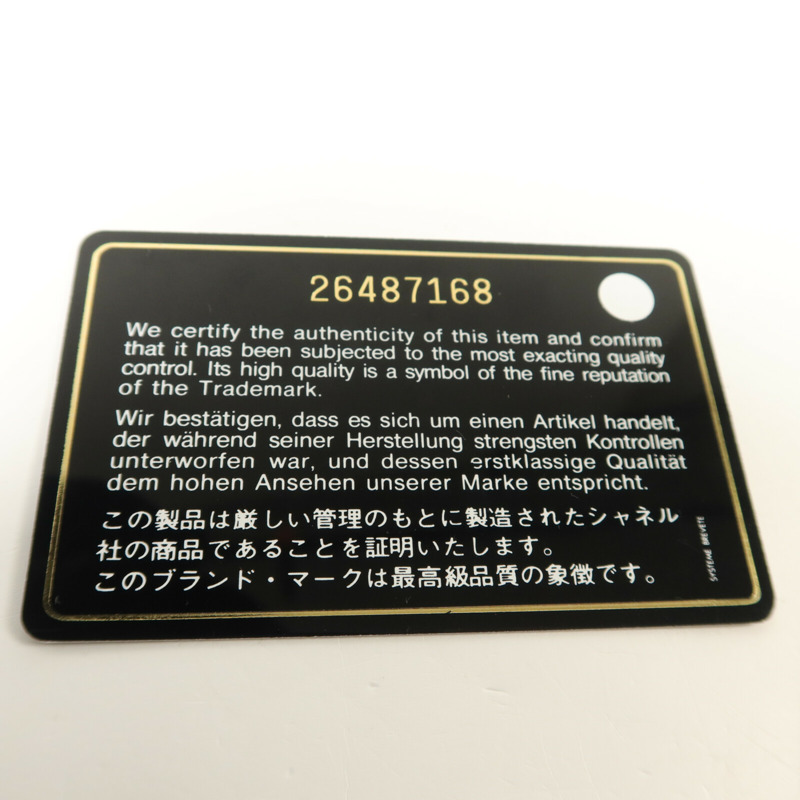 26487168
We certify the authenticity of this item and confirm
that it has been subjected to the most exacting quality
control. Its high quality is a symbol of the fine reputation
of the Trademark.
Wir bestätigen, dass es sich um einen Artikel handelt,
der während seiner Herstellung strengsten Kontrollen
unterworfen war, und dessen erstklassige Qualität
dem hohen Ansehen unserer Marke entspricht.
この製品は厳しい管理のもとに製造されたシャネル
社の商品であることを証明いたします。
このブランド・マークは最高級品質の象徴です。
SYSTEME BREVETE